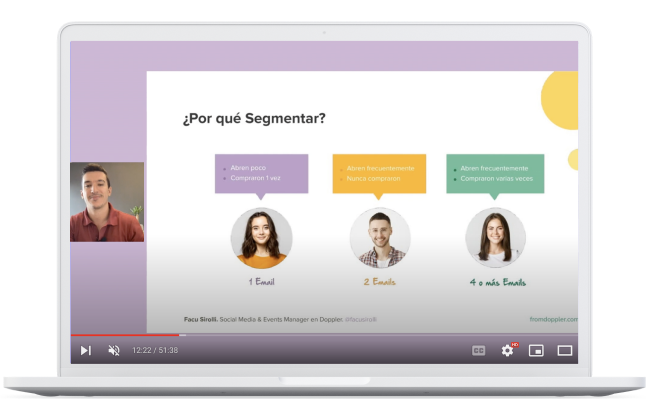 ¿Por qué Segmentar?
Abren poco
Compraron 1 vez
Abren frecuentemente
Nunca compraron
Abren frecuentemente
Compraron varias veces
1 Email
2 Emails
4 o más Emails
Facu Sirolli. Social Media & Events Manager en Doppler. @facusirolli
fromdoppler.com
12:22 / 51:38
CC
HD